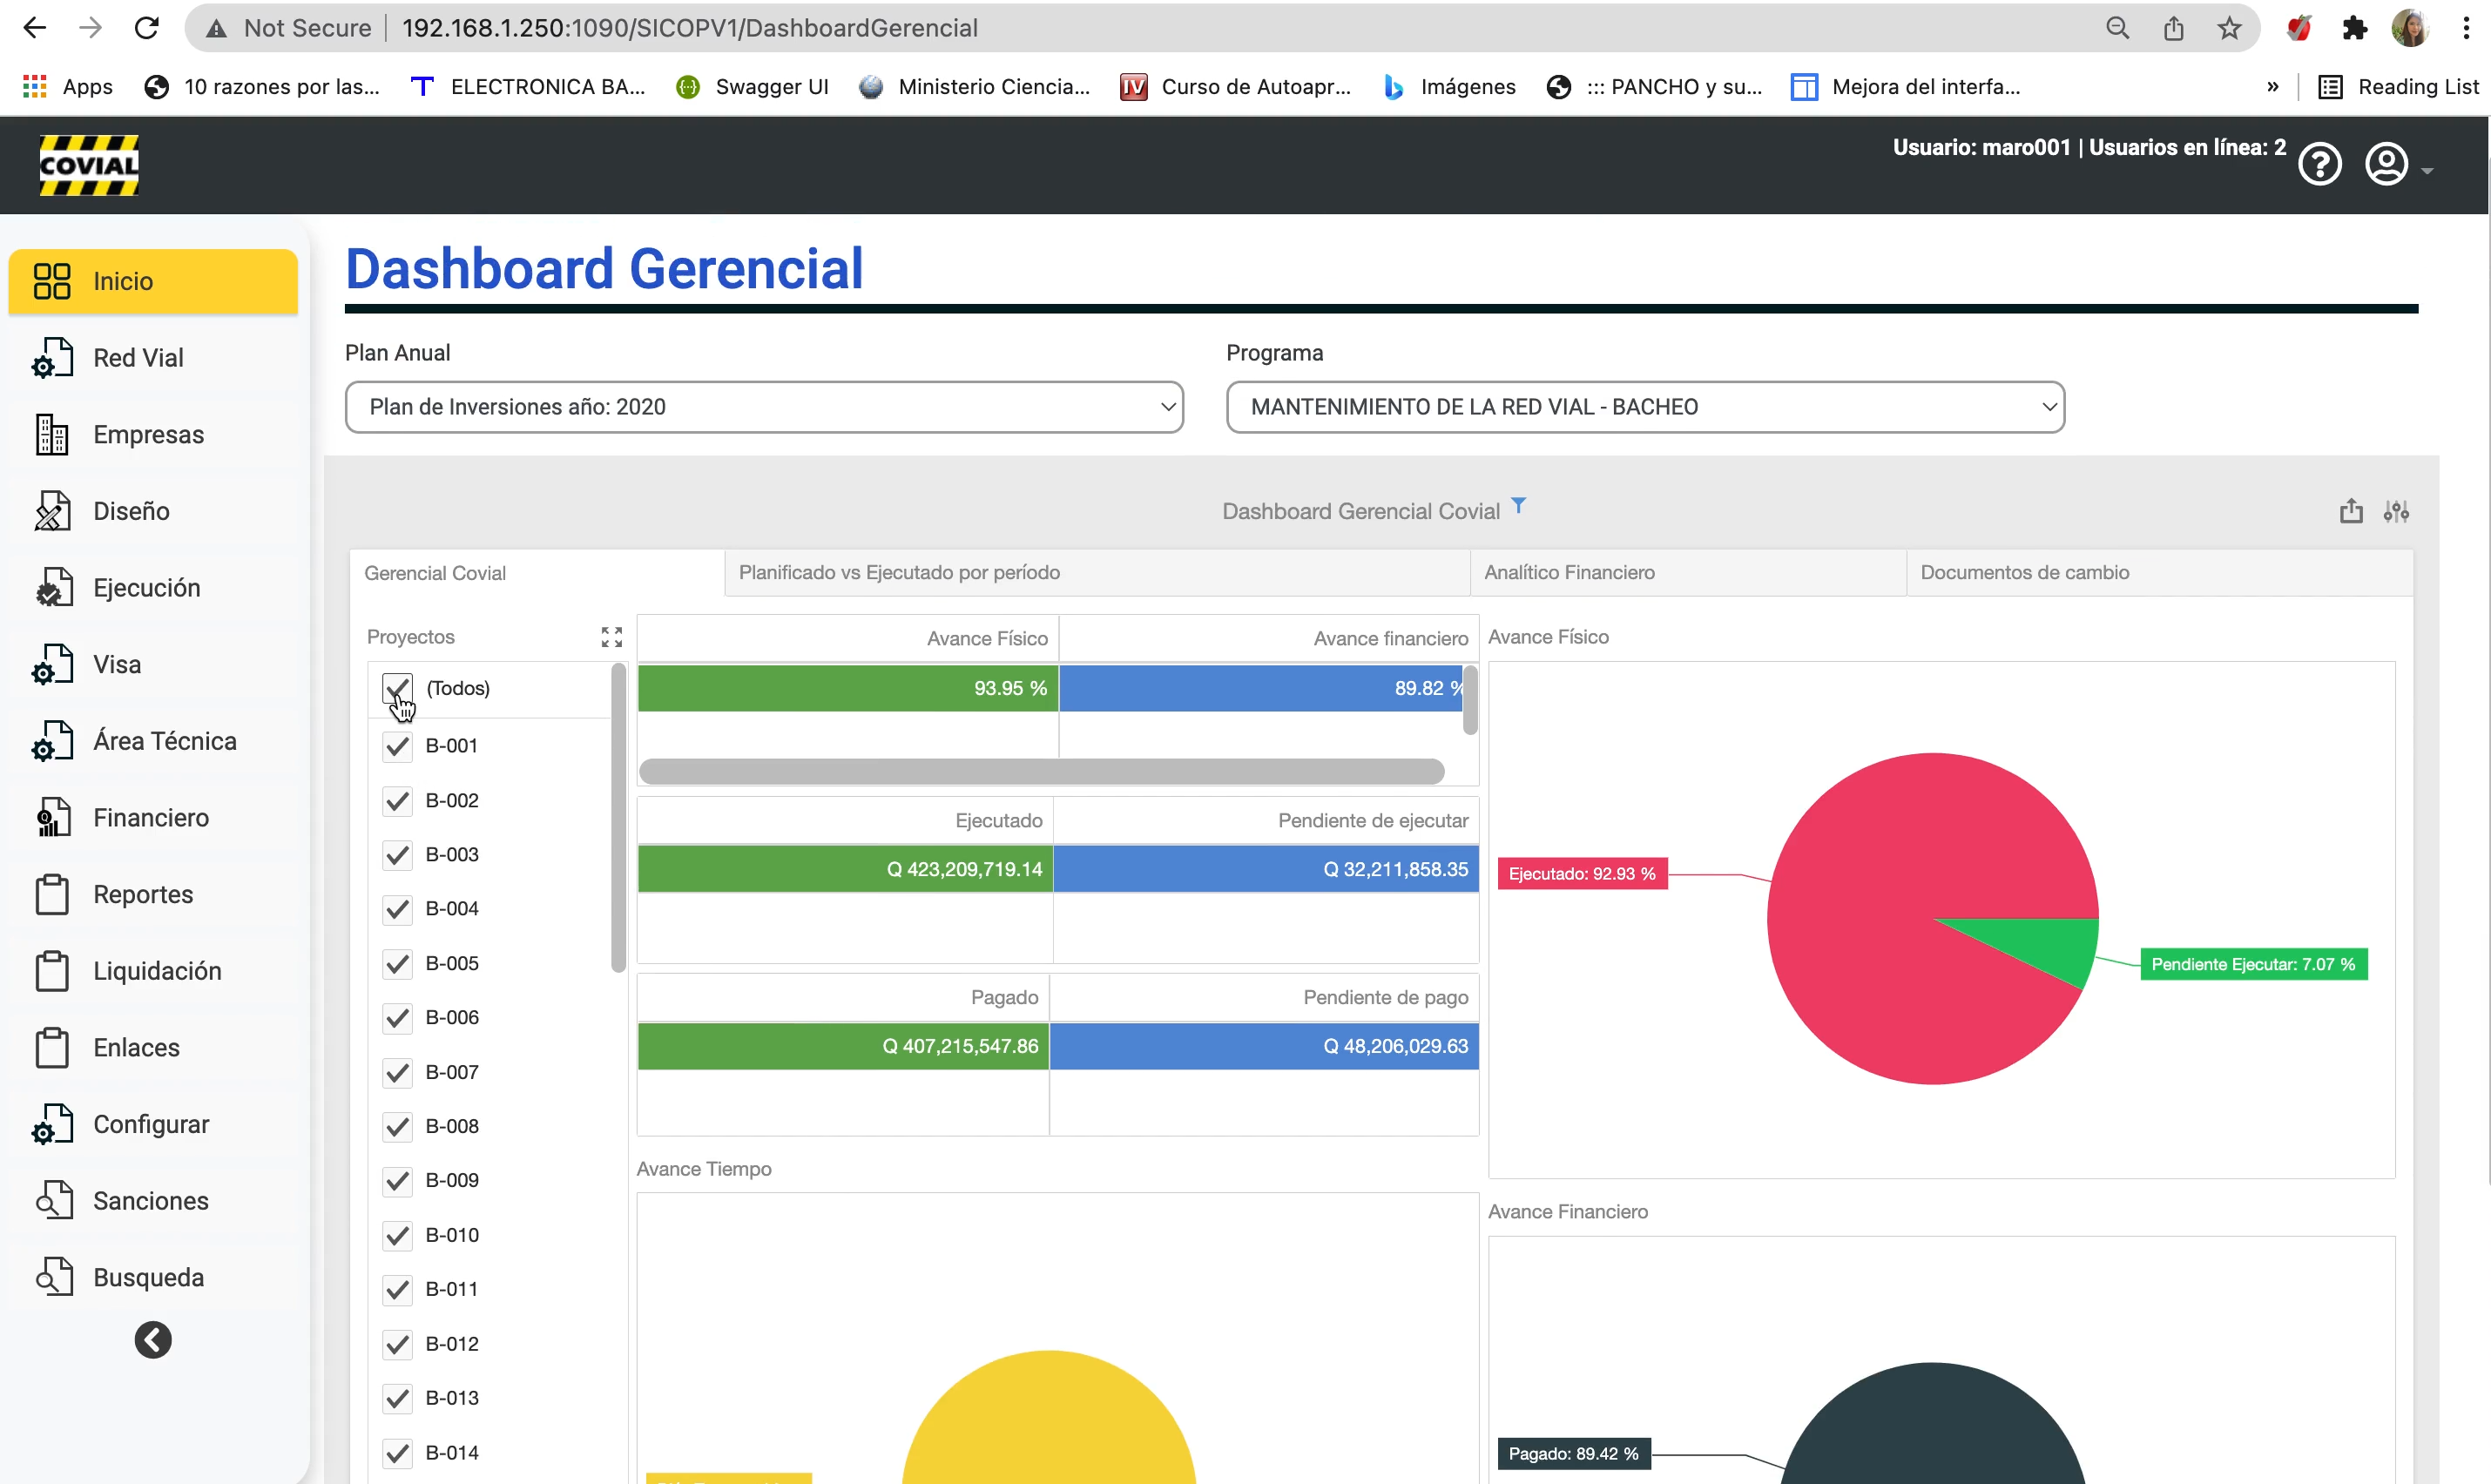 Not Secure 192.168.1.250:1090/SICOPV1/DashboardGerencial
Apps 10 razones por las... ELECTRONICA BA... Swagger UI Ministerio Ciencia... Curso de Autoapr... Imágenes ::: PANCHO y su... Mejora del interfa... » Reading List
COVIAL
Usuario: maro001 | Usuarios en línea: 2
Inicio
Red Vial
Empresas
Diseño
Ejecución
Visa
Área Técnica
Financiero
Reportes
Liquidación
Enlaces
Configurar
Sanciones
Busqueda
Dashboard Gerencial
Plan Anual
Plan de Inversiones año: 2020
Programa
MANTENIMIENTO DE LA RED VIAL - BACHEO
Dashboard Gerencial Covial
Gerencial Covial
Planificado vs Ejecutado por período
Analítico Financiero
Documentos de cambio
Proyectos
(Todos)
B-001
B-002
B-003
B-004
B-005
B-006
B-007
B-008
B-009
B-010
B-011
B-012
B-013
B-014
Avance Físico Avance financiero
93.95 % 89.82 %
Ejecutado Pendiente de ejecutar
Q 423,209,719.14 Q 32,211,858.35
Pagado Pendiente de pago
Q 407,215,547.86 Q 48,206,029.63
Avance Tiempo
Avance Físico
Ejecutado: 92.93 %
Pendiente Ejecutar: 7.07 %
Avance Financiero
Pagado: 89.42 %